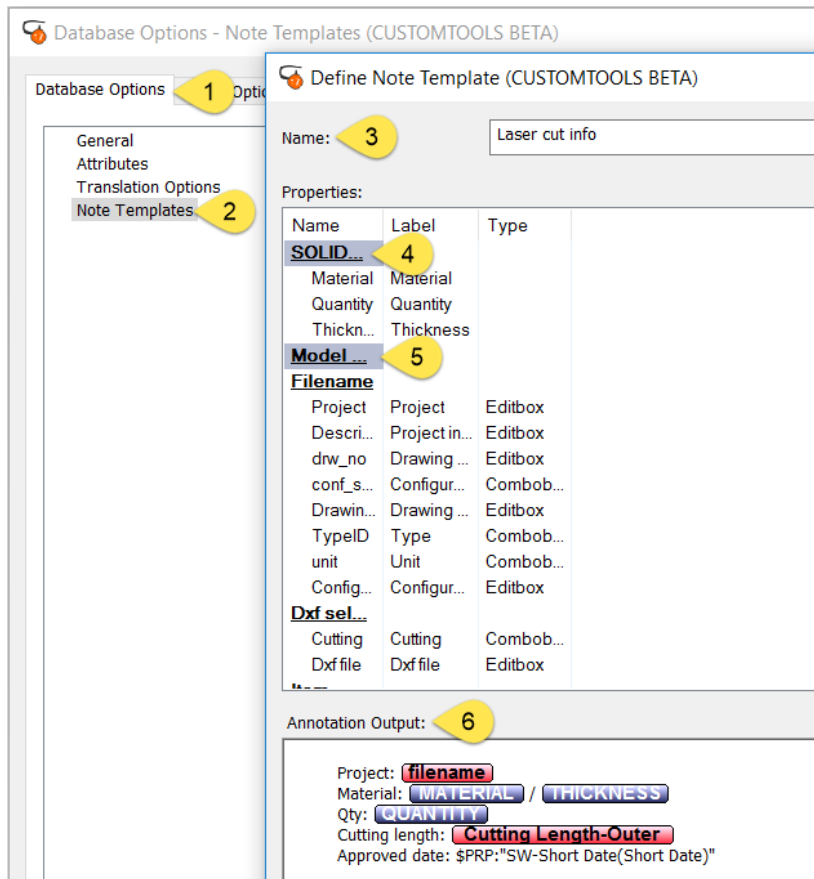 Database Options - Note Templates (CUSTOMTOOLS BETA)
Define Note Template (CUSTOMTOOLS BETA)
Database Options 1 Optio
General
Attributes
Translation Options
Note Templates 2
Name: 3 Laser cut info
Properties:
Name Label Type
SOLID... 4
Material Material
Quantity Quantity
Thickn... Thickness
Model ... 5
Filename
Project Project Editbox
Descri... Project in... Editbox
drw_no Drawing ... Editbox
conf_s... Configur... Combob...
Drawin... Drawing ... Editbox
TypeID Type Combob...
unit Unit Combob...
Config... Configur... Editbox
Dxf sel...
Cutting Cutting Combob...
Dxf file Dxf file Editbox
Annotation Output: 6
Project: filename
Material: MATERIAL / THICKNESS
Qty: QUANTITY
Cutting length: Cutting Length-Outer
Approved date: $PRP:"SW-Short Date(Short Date)"